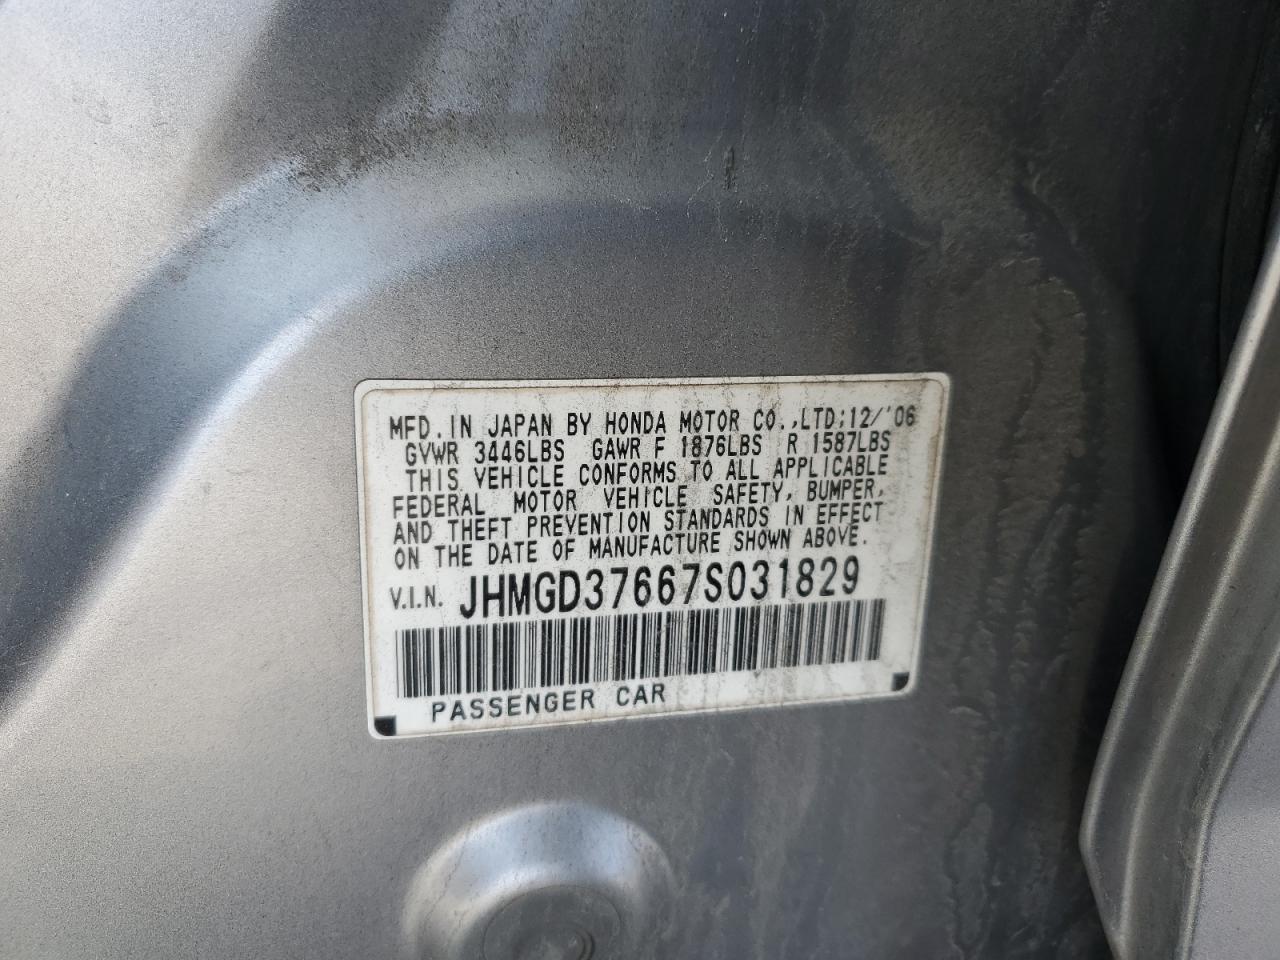 MFD. IN JAPAN BY HONDA MOTOR CO.,LTD;12/'06
GVWR 3446LBS GAWR F 1876LBS R 1587LBS
THIS VEHICLE CONFORMS TO ALL APPLICABLE
FEDERAL MOTOR VEHICLE SAFETY, BUMPER,
AND THEFT PREVENTION STANDARDS IN EFFECT
ON THE DATE OF MANUFACTURE SHOWN ABOVE.
V.I.N. JHMGD37667S031829
PASSENGER CAR